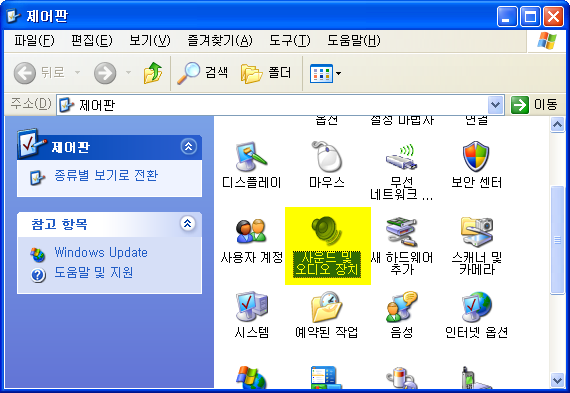 제어판
파일(F) 편집(E) 보기(V) 즐겨찾기(A) 도구(T) 도움말(H)
뒤로 검색 폴더
주소(D) 제어판 이동
제어판
종류별 보기로 전환
참고 항목
Windows Update
도움말 및 지원
옵션 설정 마법사 연결
디스플레이 마우스 무선 보안 센터
네트워크 ...
사용자 계정 사운드 및 새 하드웨어 스캐너 및
오디오 장치 추가 카메라
시스템 예약된 작업 음성 인터넷 옵션